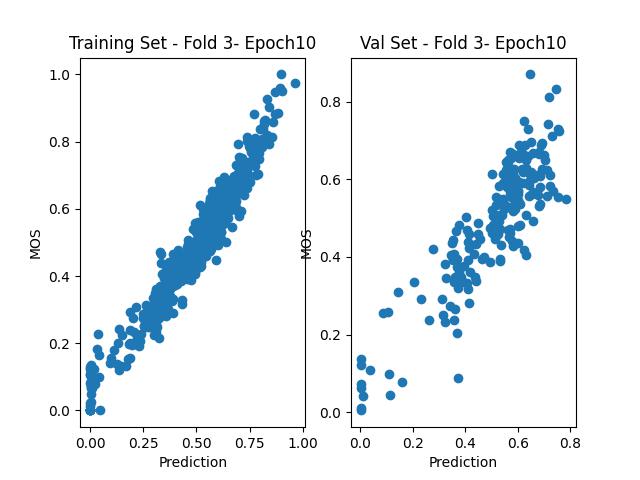 Training Set - Fold 3- Epoch10
Val Set - Fold 3- Epoch10
1.0
0.8
0.6
0.4
0.2
0.0
MOS
0.00 0.25 0.50 0.75 1.00
Prediction
0.8
0.6
0.4
0.2
0.0
MOS
0.0 0.2 0.4 0.6 0.8
Prediction